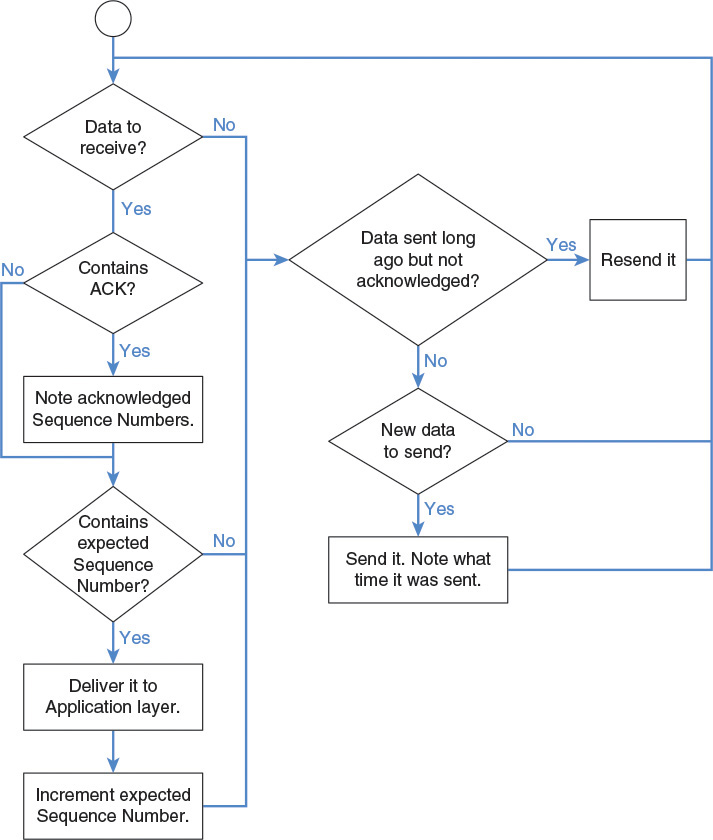 Data to
receive?
No
Yes
Contains
ACK?
No
Yes
Note acknowledged
Sequence Numbers.
Contains
expected
Sequence
Number?
No
Yes
Deliver it to
Application layer.
Increment expected
Sequence Number.
Data sent long
ago but not
acknowledged?
Yes
Resend it
No
New data
to send?
No
Yes
Send it. Note what
time it was sent.